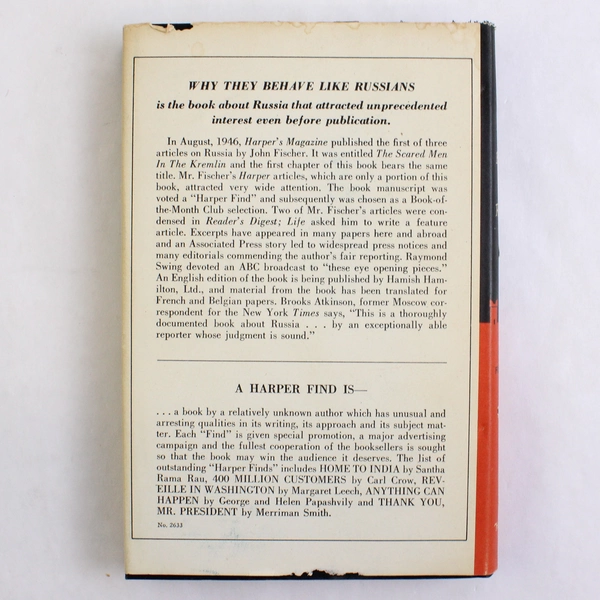 WHY THEY BEHAVE LIKE RUSSIANS
is the book about Russia that attracted unprecedented
interest even before publication.
In August, 1946, Harper's Magazine published the first of three
articles on Russia by John Fischer. It was entitled The Scared Men
In The Kremlin and the first chapter of this book bears the same
title. Mr. Fischer's Harper articles, which are only a portion of this
book, attracted very wide attention. The book manuscript was
voted a "Harper Find" and subsequently was chosen as a Book-of-
the-Month Club selection. Two of Mr. Fischer's articles were con-
densed in Reader's Digest; Life asked him to write a feature
article. Excerpts have appeared in many papers here and abroad
and an Associated Press story led to widespread press notices and
many editorials commending the author's fair reporting. Raymond
Swing devoted an ABC broadcast to "these eye opening pieces."
An English edition of the book is being published by Hamish Ham-
ilton, Ltd., and material from the book has been translated for
French and Belgian papers. Brooks Atkinson, former Moscow cor-
respondent for the New York Times says, "This is a thoroughly
documented book about Russia . . . by an exceptionally able
reporter whose judgment is sound."
A HARPER FIND IS—
. . . a book by a relatively unknown author which has unusual and
arresting qualities in its writing, its approach and its subject mat-
ter. Each "Find" is given special promotion, a major advertising
campaign and the fullest cooperation of the booksellers is sought
so that the book may win the audience it deserves. The list of
outstanding "Harper Finds" includes HOME TO INDIA by Santha
Rama Rau, 400 MILLION CUSTOMERS by Carl Crow, REV-
EILLE IN WASHINGTON by Margaret Leech, ANYTHING CAN
HAPPEN by George and Helen Papashvily and THANK YOU,
MR. PRESIDENT by Merriman Smith.
No. 2633